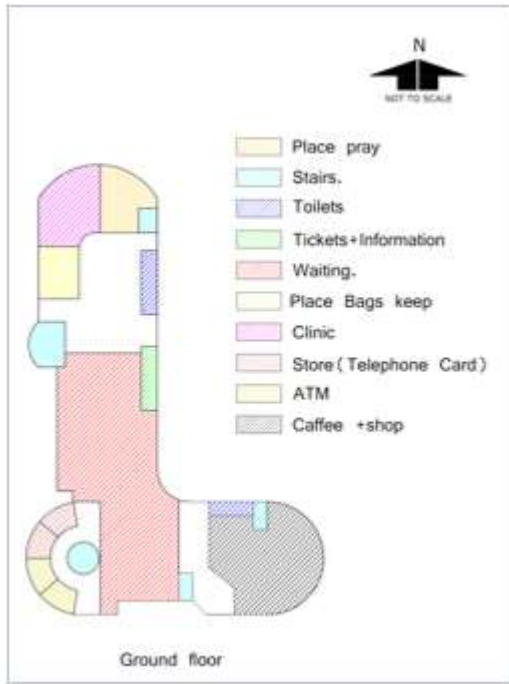 N
NOT TO SCALE
Place pray
Stairs.
Toilets
Tickets+Information
Waiting.
Place Bags keep
Clinic
Store(Telephone Card)
ATM
Caffee +shop
Ground floor